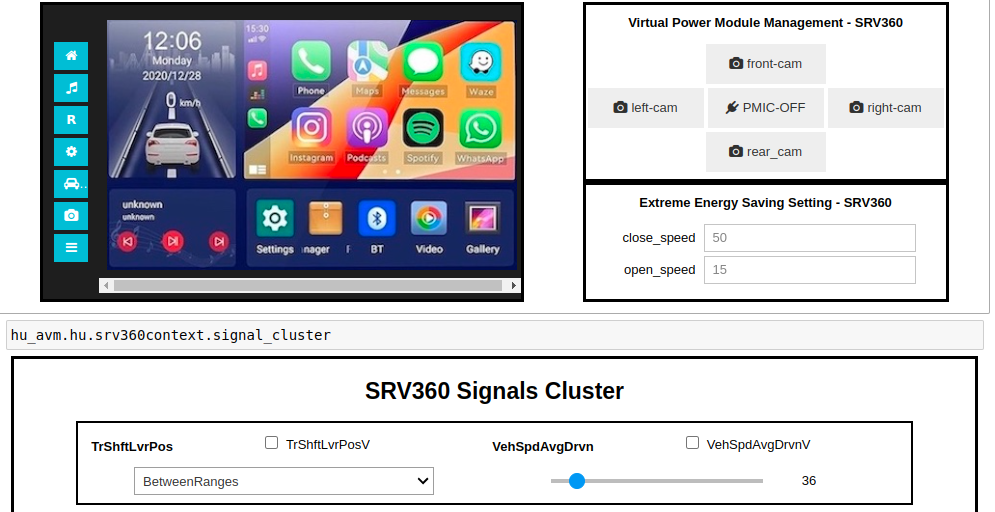 12:06
Monday
2020/12/28
0 km/h
15:30
Phone Maps Messages Waze
Instagram Podcasts Spotify WhatsApp
R
unknown
unknown
Settings nager F BT Video Gallery
Virtual Power Module Management - SRV360
front-cam
left-cam PMIC-OFF right-cam
rear_cam
Extreme Energy Saving Setting - SRV360
close_speed 50
open_speed 15
hu_avm.hu.srv360context.signal_cluster
SRV360 Signals Cluster
TrShftLvrPos TrShftLvrPosV VehSpdAvgDrvn VehSpdAvgDrvnV
BetweenRanges 36